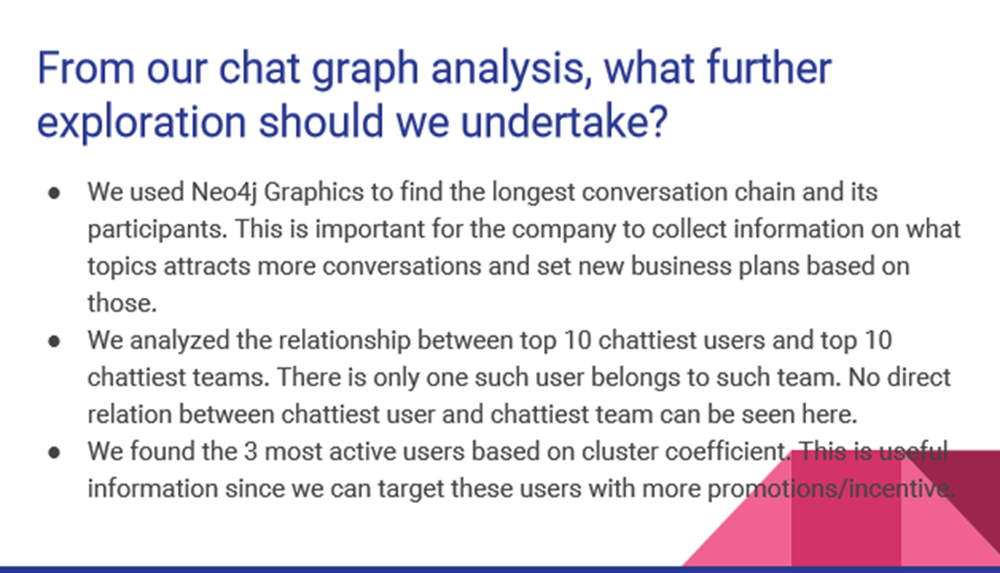 From our chat graph analysis, what further
exploration should we undertake?
● We used Neo4j Graphics to find the longest conversation chain and its
participants. This is important for the company to collect information on what
topics attracts more conversations and set new business plans based on
those.
● We analyzed the relationship between top 10 chattiest users and top 10
chattiest teams. There is only one such user belongs to such team. No direct
relation between chattiest user and chattiest team can be seen here.
● We found the 3 most active users based on cluster coefficient. This is useful
information since we can target these users with more promotions/incentive.